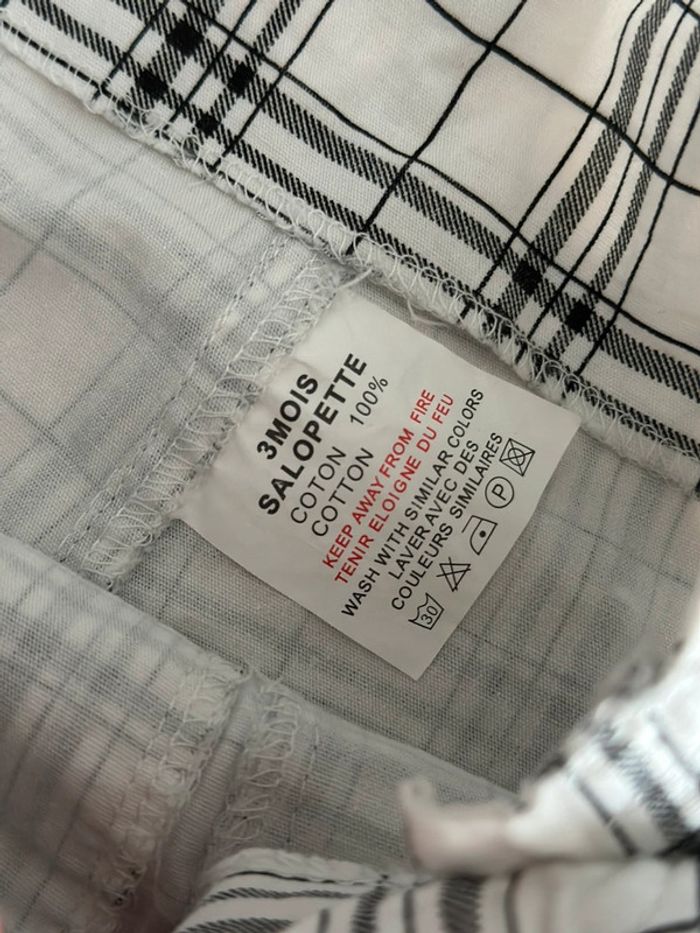 3MOIS
SALOPETTE
COTON 100%
COTTON
KEEP AWAY FROM FIRE
TENIR ELOIGNE DU FEU
WASH WITH SIMILAR COLORS
LAVER AVEC DES
COULEURS SIMILAIRES
30 P